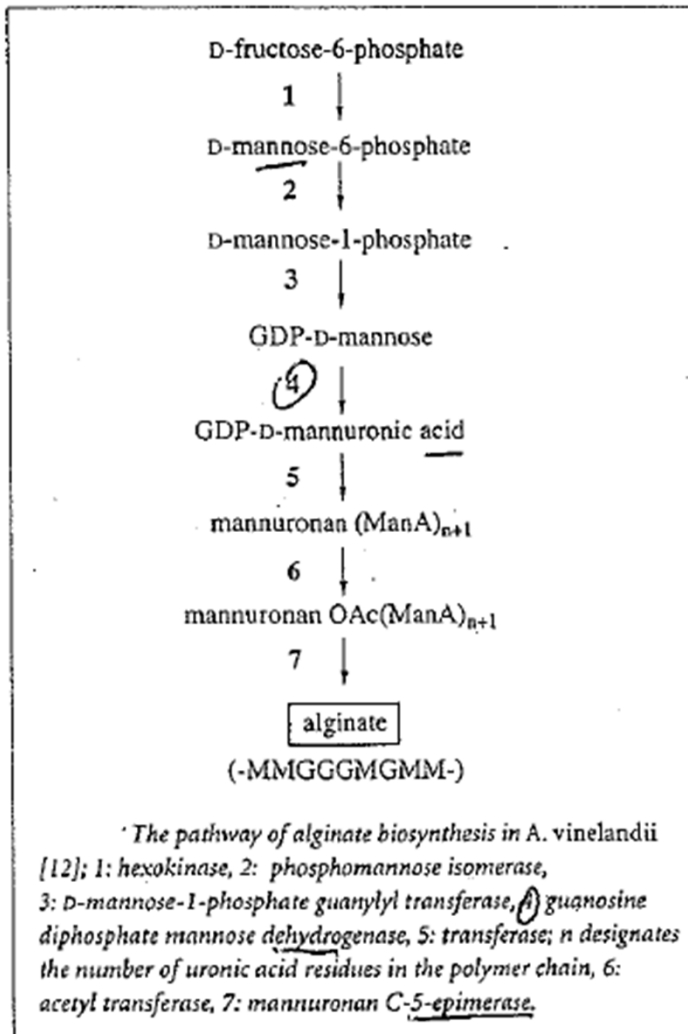 D-fructose-6-phosphate
1
D-mannose-6-phosphate
2
D-mannose-1-phosphate
3
GDP-D-mannose
4
GDP-D-mannuronic acid
5
mannuronan (ManA)n+1
6
mannuronan OAc(ManA)n+1
7
alginate
(-MMGGGMGMM-)
The pathway of alginate biosynthesis in A. vinelandii
[12]; 1: hexokinase, 2: phosphomannose isomerase,
3: D-mannose-1-phosphate guanylyl transferase, 4: guanosine
diphosphate mannose dehydrogenase, 5: transferase; n designates
the number of uronic acid residues in the polymer chain, 6:
acetyl transferase, 7: mannuronan C-5-epimerase.